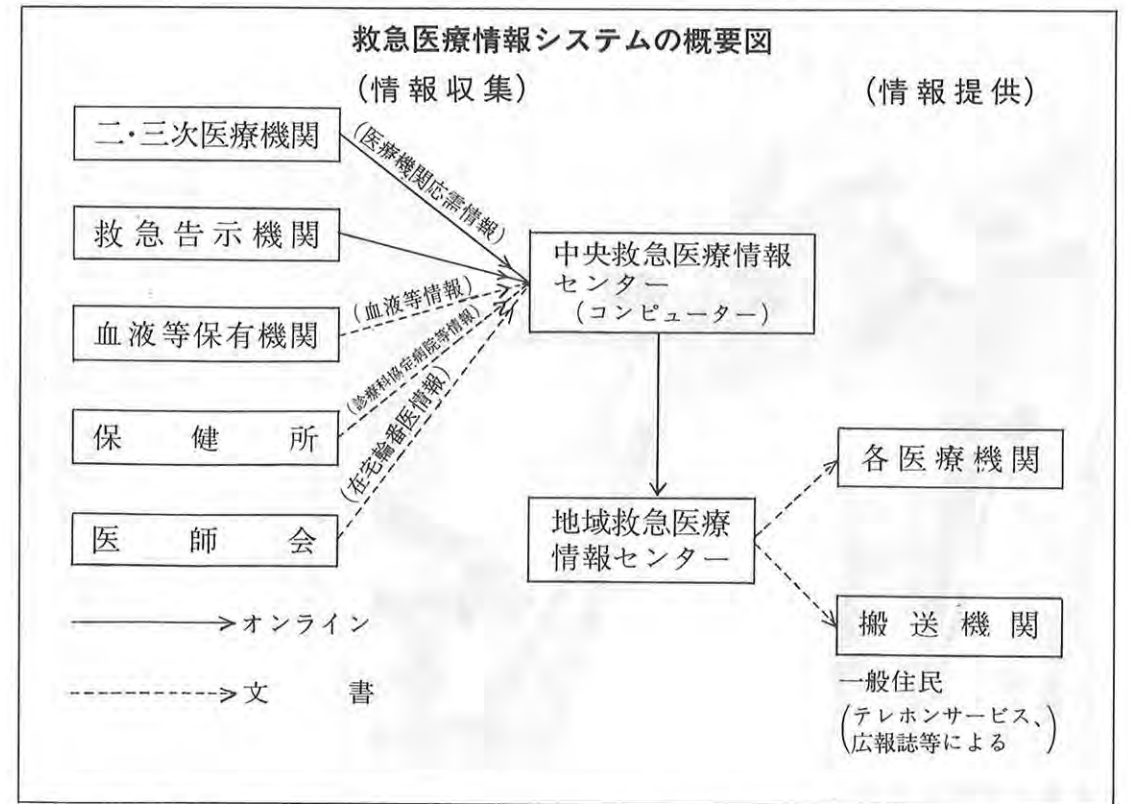 救急医療情報システムの概要図
(情報収集)
(情報提供)
二・三次医療機関
(医療機関応需情報)
救急告示機関
中央救急医療情報
センター
(コンピューター)
血液等保有機関
(血液等情報)
保健所
(診療科協定病院等情報)
医師会
(在宅輪番医情報)
地域救急医療
情報センター
各医療機関
搬送機関
一般住民
(テレホンサービス、
広報誌等による)
オンライン
文書